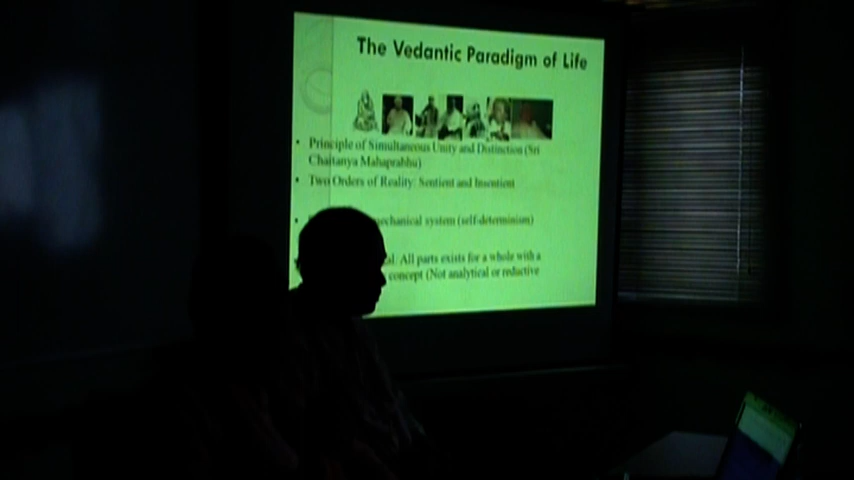 The Vedantic Paradigm of Life
• Principle of Simultaneous Unity and Distinction (Sri
Chaitanya Mahaprabhu)
• Two Orders of Reality: Sentient and Insentient
• mechanical system (self-determinism)
al. All parts exists for a whole with a
concept (Not analytical or reductive